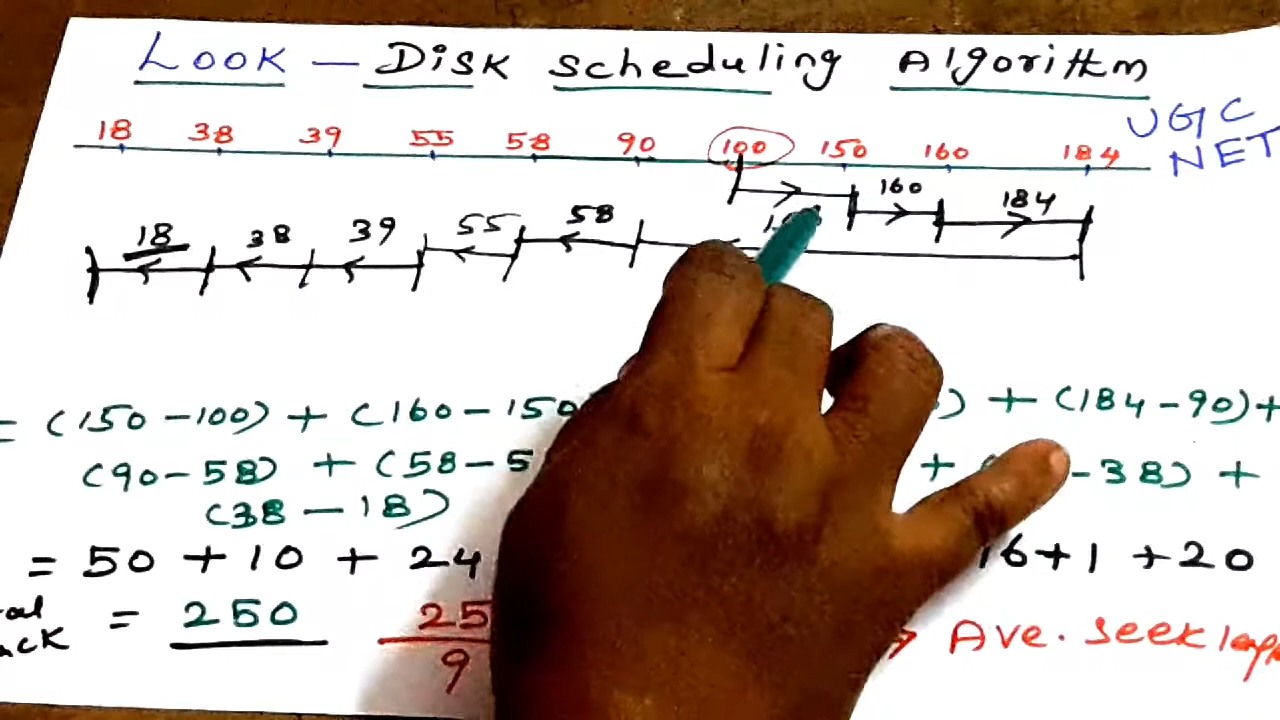 LOOK — Disk Scheduling Algorithm
UGC
NET
18 38 39 55 58 90 100 150 160 184
160 184
18 38 39 55 58
= (150 - 100) + (160 - 150) + (184 - 90) +
(90 - 58) + (58 - 5 + - 38) +
(38 - 18)
= 50 + 10 + 24 16 + 1 + 20
= 250 25
9
Ave. seek